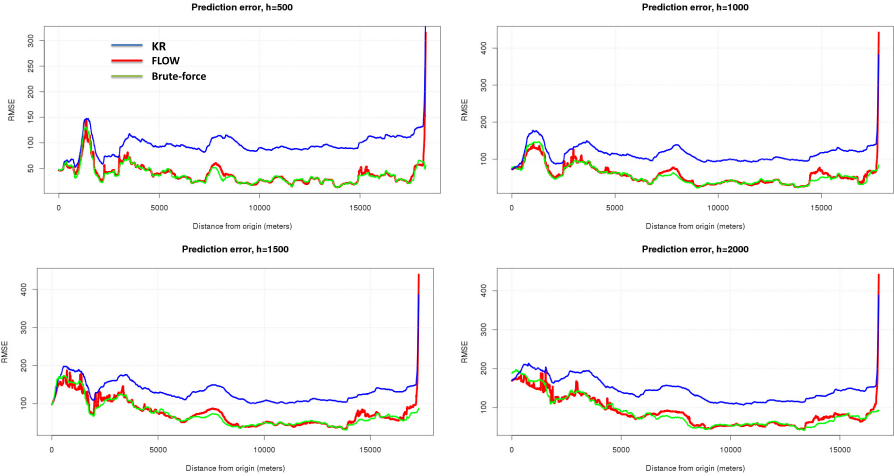 Prediction error, h=500
RMSE
300
250
200
150
100
50
KR
FLOW
Brute-force
0 5000 10000 15000
Distance from origin (meters)
Prediction error, h=1000
RMSE
400
300
200
100
0 5000 10000 15000
Distance from origin (meters)
Prediction error, h=1500
RMSE
400
300
200
100
0 5000 10000 15000
Distance from origin (meters)
Prediction error, h=2000
RMSE
400
300
200
100
0 5000 10000 15000
Distance from origin (meters)